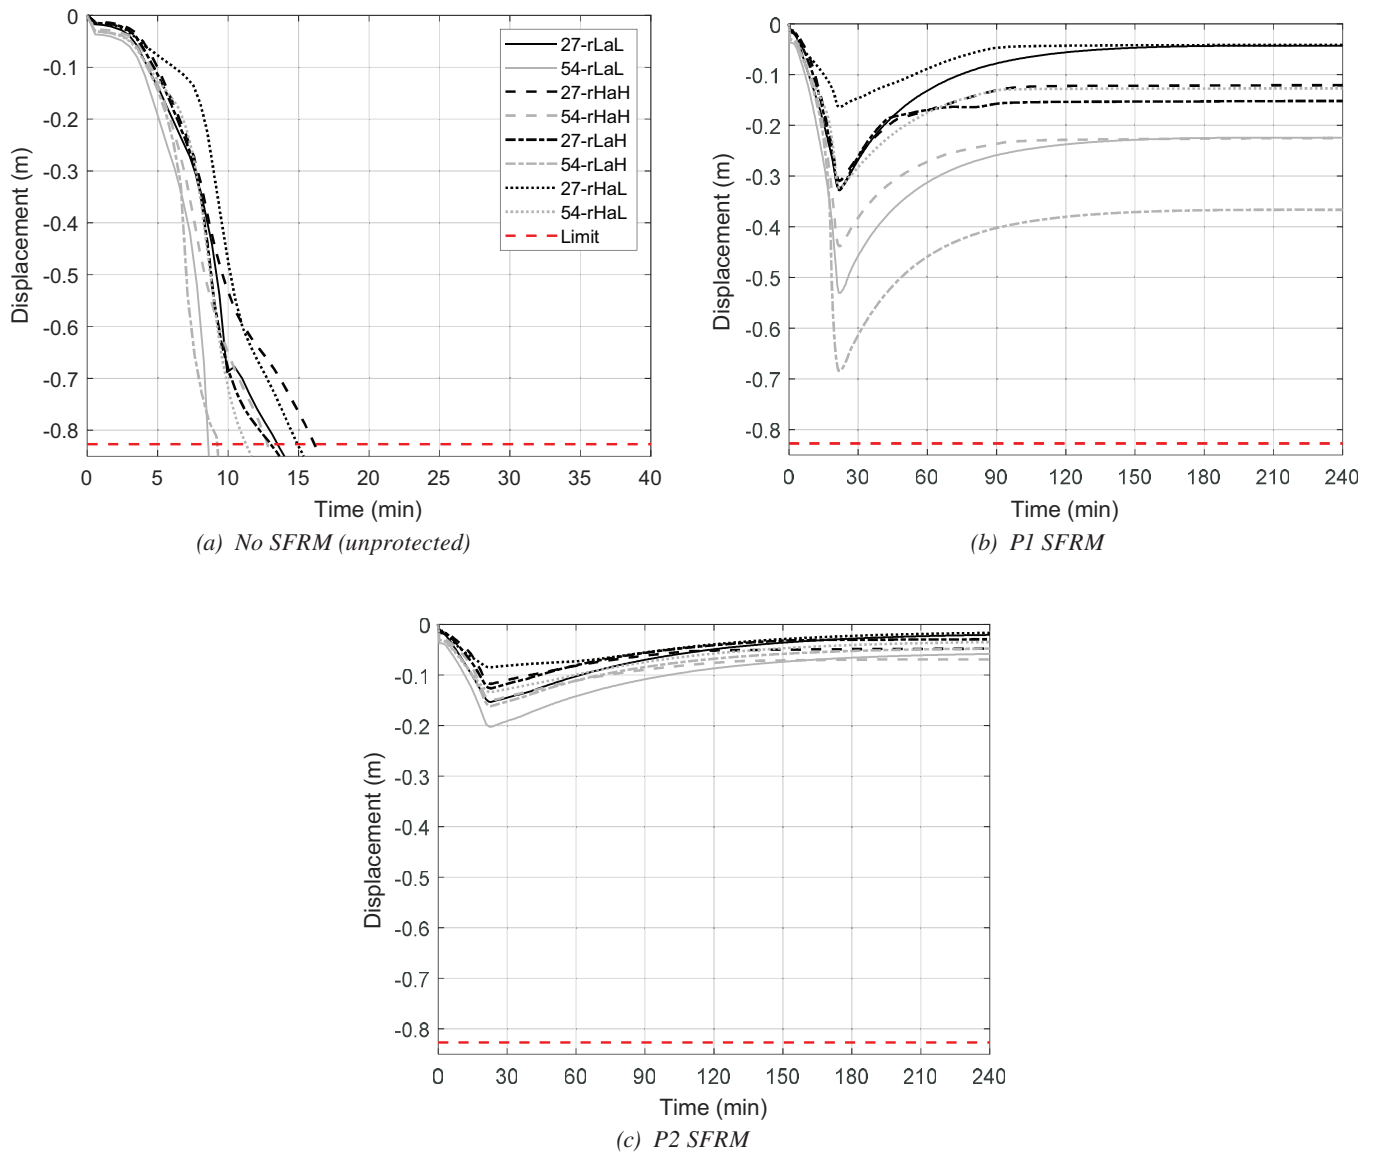 0
-0.1
-0.2
-0.3
-0.4
-0.5
-0.6
-0.7
-0.8
Displacement (m)
27-rLaL
54-rLaL
27-rHaH
54-rHaH
27-rLaH
54-rLaH
27-rHaL
54-rHaL
Limit
0 5 10 15 20 25 30 35 40
Time (min)
(a) No SFRM (unprotected)
0
-0.1
-0.2
-0.3
-0.4
-0.5
-0.6
-0.7
-0.8
Displacement (m)
0 30 60 90 120 150 180 210 240
Time (min)
(b) P1 SFRM
0
-0.1
-0.2
-0.3
-0.4
-0.5
-0.6
-0.7
-0.8
Displacement (m)
0 30 60 90 120 150 180 210 240
Time (min)
(c) P2 SFRM